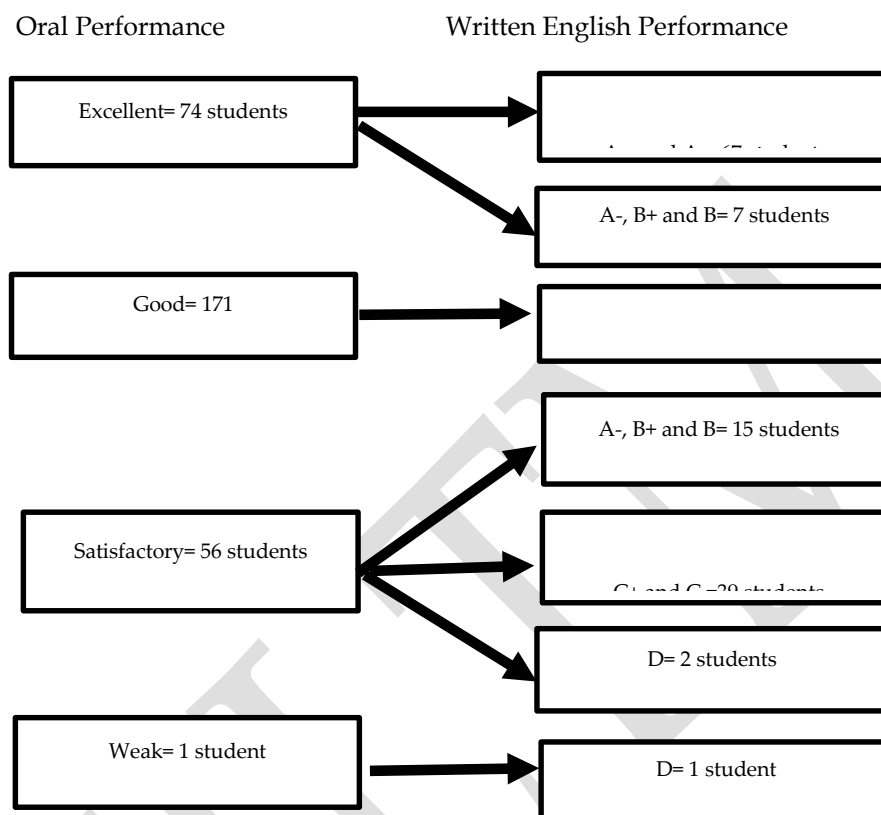 Oral Performance Written English Performance
Excellent= 74 students
A-, B+ and B= 7 students
Good= 171
A-, B+ and B= 15 students
Satisfactory= 56 students
students
D= 2 students
Weak= 1 student
D= 1 student